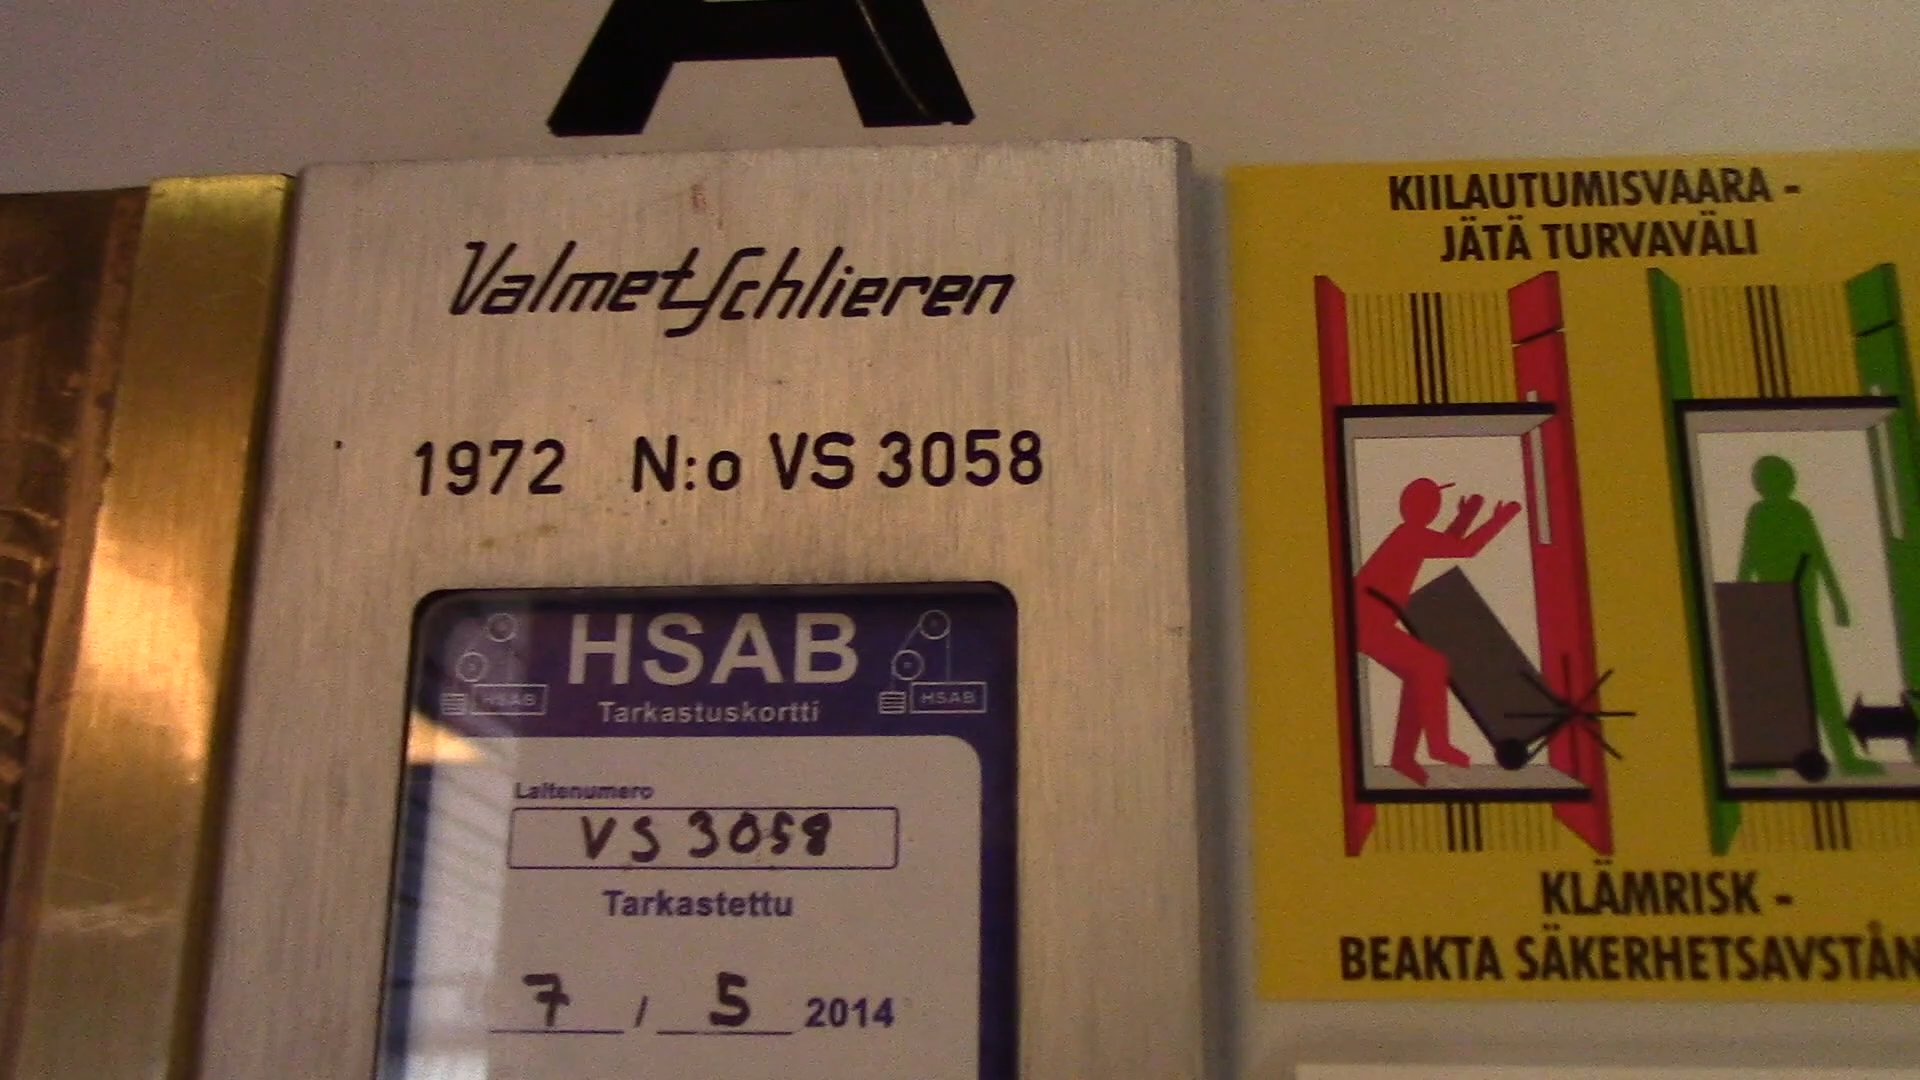 A
Valmet Schlieren
1972 N:o VS 3058
HSAB
HSAB
HSAB
Tarkastuskortti
Laitenumero
VS 3058
Tarkastettu
7 / 5 2014
KIILAUTUMISVAARA -
JÄTÄ TURVAVÄLI
KLÄMRISK -
BEAKTA SÄKERHETSAVSTÅN